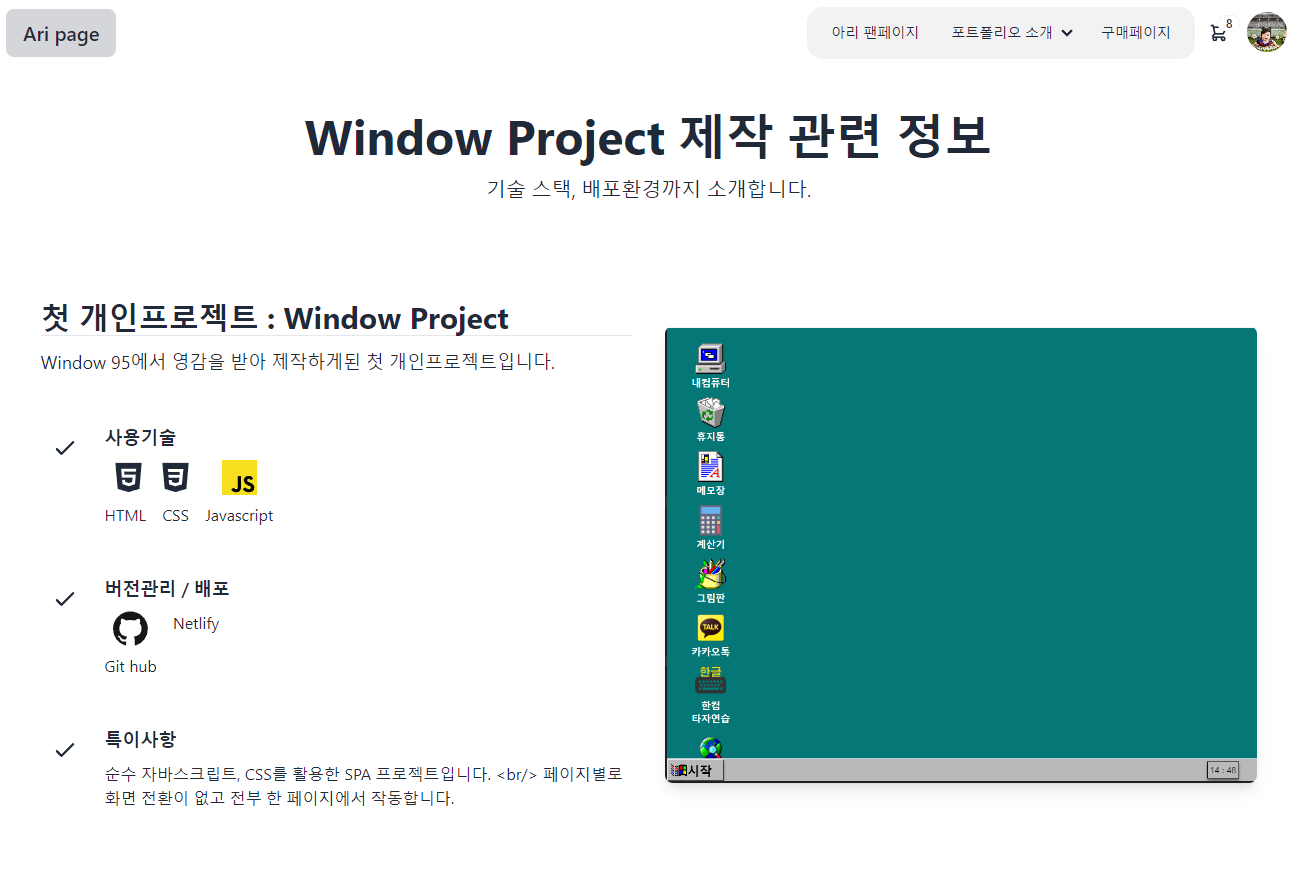 Ari page
아리 팬페이지 포트폴리오 소개 구매페이지 8
Window Project 제작 관련 정보
기술 스택, 배포환경까지 소개합니다.
첫 개인프로젝트 : Window Project
Window 95에서 영감을 받아 제작하게된 첫 개인프로젝트입니다.
사용기술
JS
HTML CSS Javascript
버전관리 / 배포
Netlify
Git hub
특이사항
순수 자바스크립트, CSS를 활용한 SPA 프로젝트입니다. <br/> 페이지별로
화면 전환이 없고 전부 한 페이지에서 작동합니다.
내컴퓨터
휴지통
메모장
계산기
그림판
TALK
카카오톡
한글
한컴
타자연습
시작
14 : 48